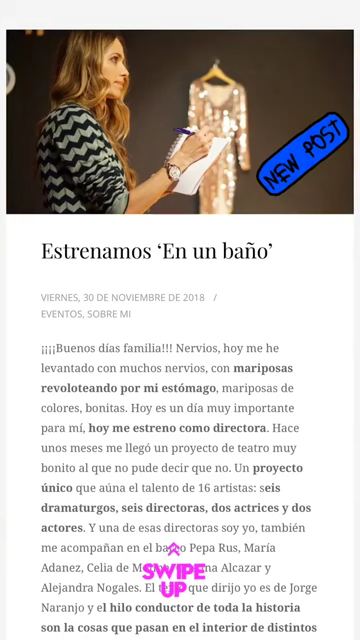 NEW POST
Estrenamos ‘En un baño’
VIERNES, 30 DE NOVIEMBRE DE 2018 /
EVENTOS, SOBRE MI
¡¡¡¡Buenos días familia!!! Nervios, hoy me he
levantado con muchos nervios, con mariposas
revoloteando por mi estómago, mariposas de
colores, bonitas. Hoy es un día muy importante
para mí, hoy me estreno como directora. Hace
unos meses me llegó un proyecto de teatro muy
bonito al que no pude decir que no. Un proyecto
único que aúna el talento de 16 artistas: seis
dramaturgos, seis directoras, dos actrices y dos
actores. Y una de esas directoras soy yo, también
me acompañan en el baño Pepa Rus, María
Adanez, Celia de Alcazar y
Alejandra Nogales. El que dirijo yo es de Jorge
Naranjo y el hilo conductor de toda la historia
son la cosas que pasan en el interior de distintos
SWIPE
UP